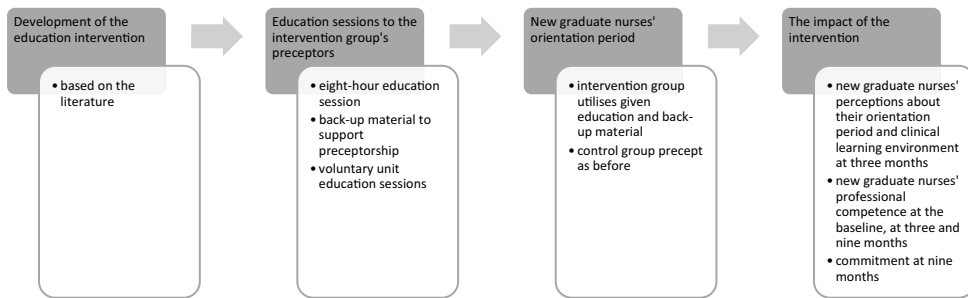 Development of the
education intervention
• based on the
literature
Education sessions to the
intervention group's
preceptors
• eight-hour education
session
• back-up material to
support
preceptorship
• voluntary unit
education sessions
New graduate nurses'
orientation period
• intervention group
utilises given
education and back-
up material
• control group precept
as before
The impact of the
intervention
• new graduate nurses'
perceptions about
their orientation
period and clinical
learning environment
at three months
• new graduate nurses'
professional
competence at the
baseline, at three and
nine months
• commitment at nine
months